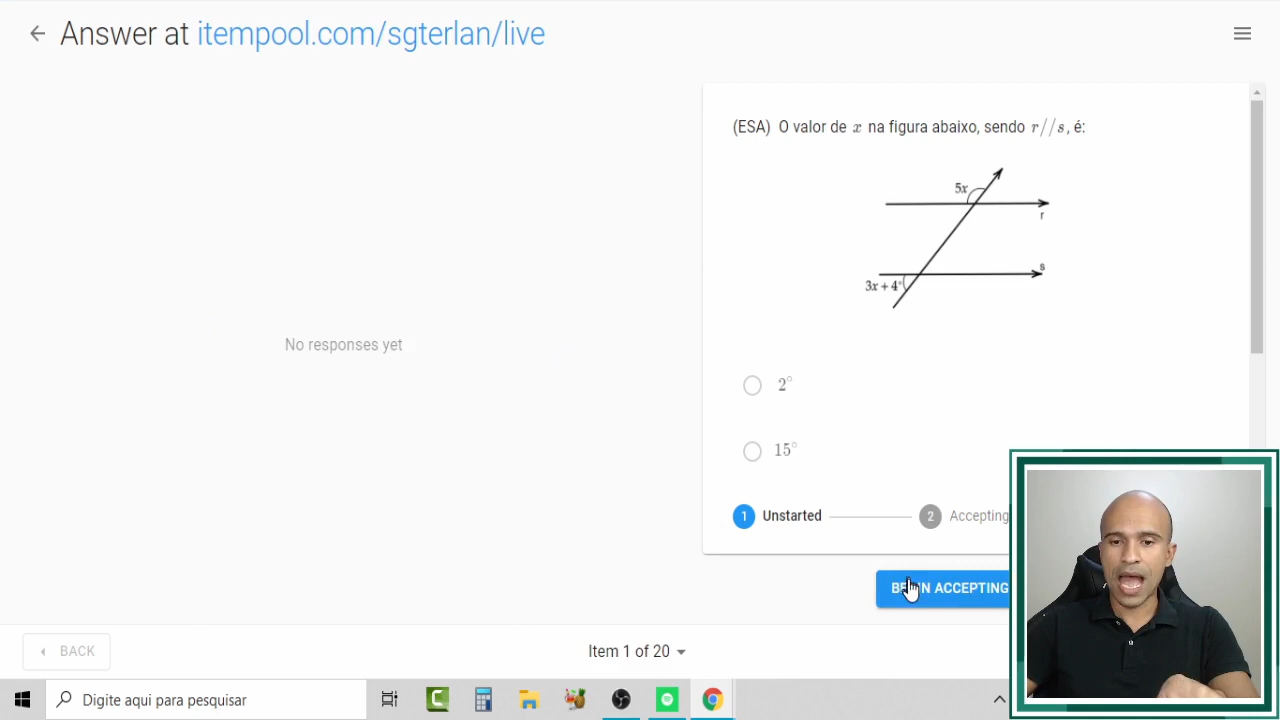 Answer at itempool.com/sgterlan/live
(ESA) O valor de x na figura abaixo, sendo r//s, é:
5x
r
s
3x + 4°
No responses yet
2°
15°
1 Unstarted
2 Accepting
BEGIN ACCEPTING
BACK
Item 1 of 20
Digite aqui para pesquisar